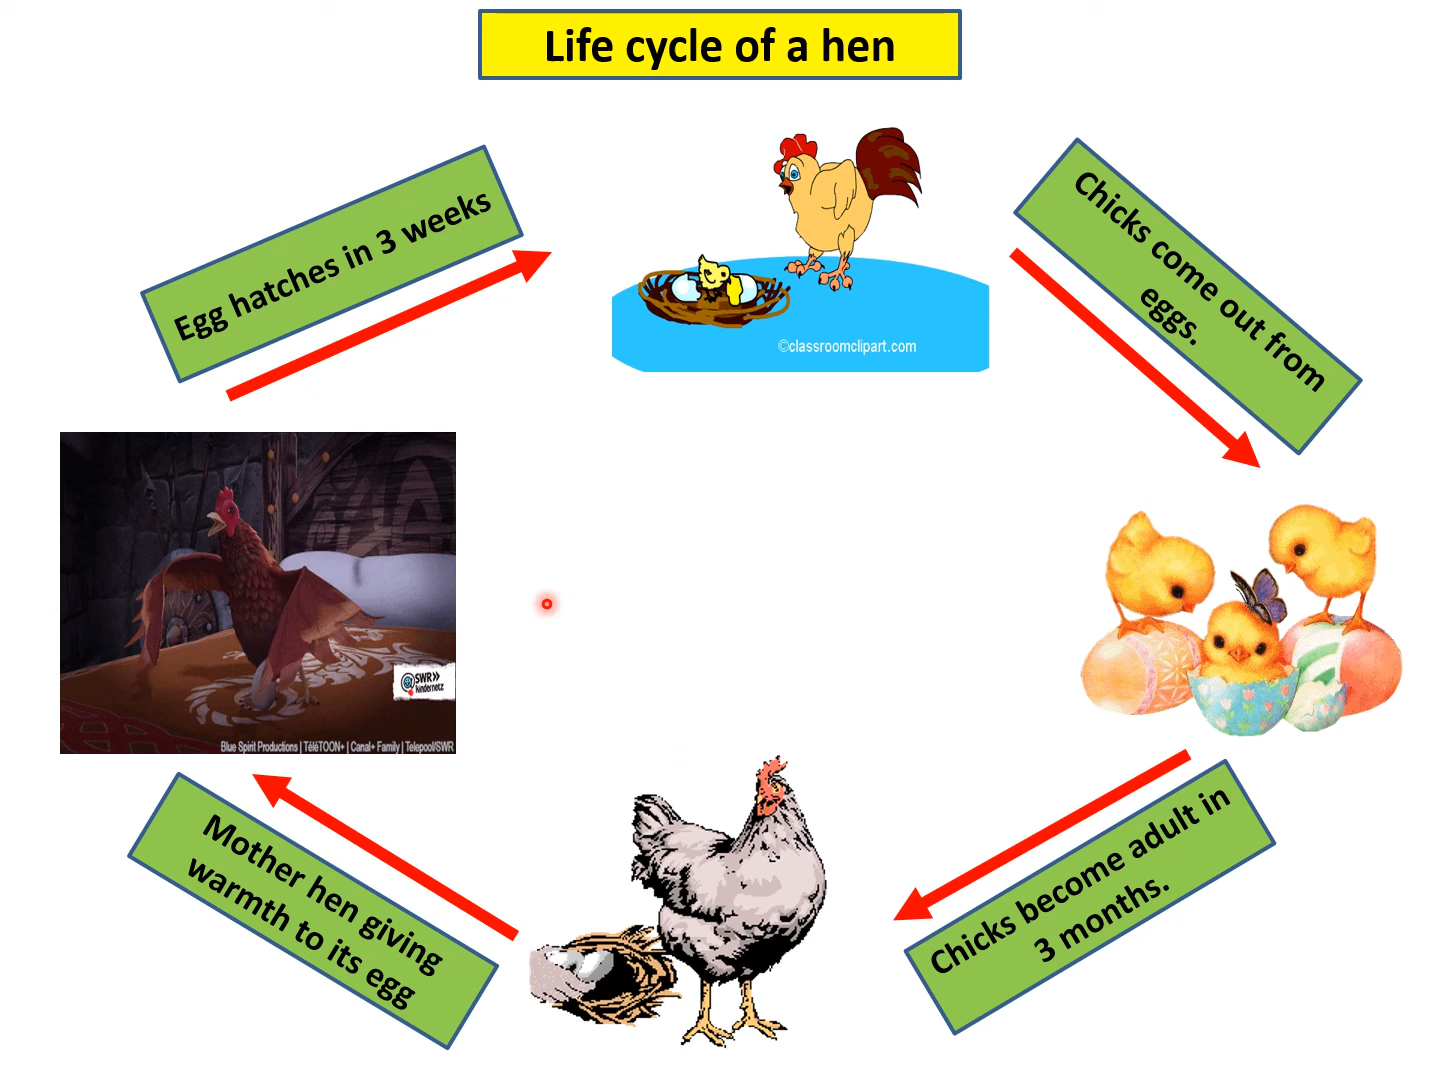 Life cycle of a hen
Egg hatches in 3 weeks
©classroomclipart.com
Chicks come out from
eggs.
Chicks become adult in
3 months.
Mother hen giving
warmth to its egg
SWR»
kindernetz
Blue Spirit Productions | TéléTOON+ | Canal+ Family | Telepool/SWR